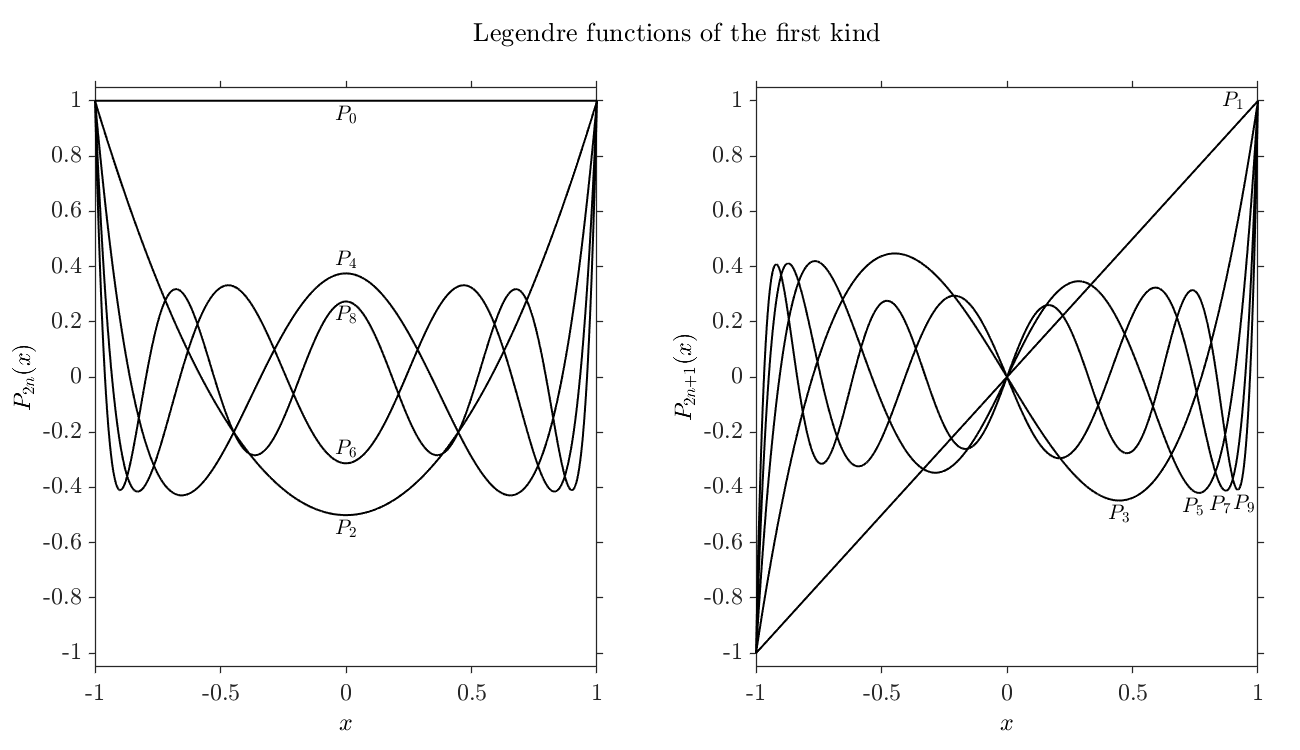 Legendre functions of the first kind
P_{2n}(x)
1
0.8
0.6
0.4
0.2
0
-0.2
-0.4
-0.6
-0.8
-1
P_0
P_4
P_8
P_6
P_2
-1 -0.5 0 0.5 1
x
P_{2n+1}(x)
1
0.8
0.6
0.4
0.2
0
-0.2
-0.4
-0.6
-0.8
-1
P_1
P_3
P_5 P_7 P_9
-1 -0.5 0 0.5 1
x